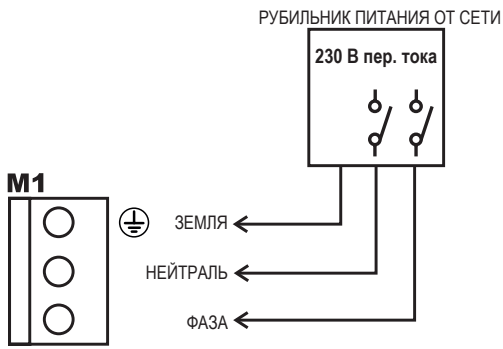 РУБИЛЬНИК ПИТАНИЯ ОТ СЕТИ
230 В пер. тока
M1
ЗЕМЛЯ
НЕЙТРАЛЬ
ФАЗА